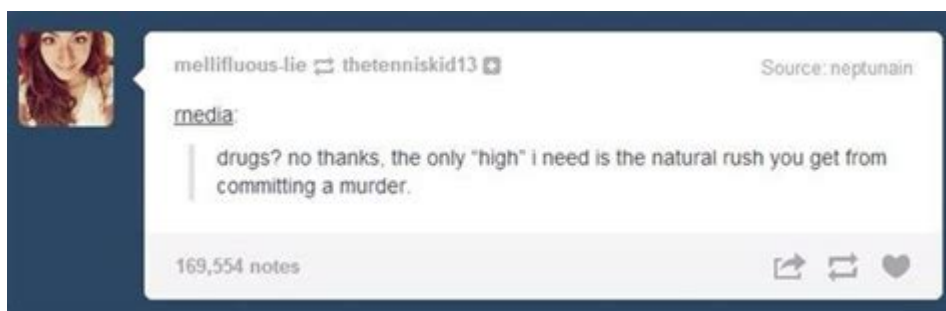 mellifluous-lie thetenniskid13
Source: neptunain
rnedia:
drugs? no thanks, the only "high" i need is the natural rush you get from
committing a murder.
169,554 notes